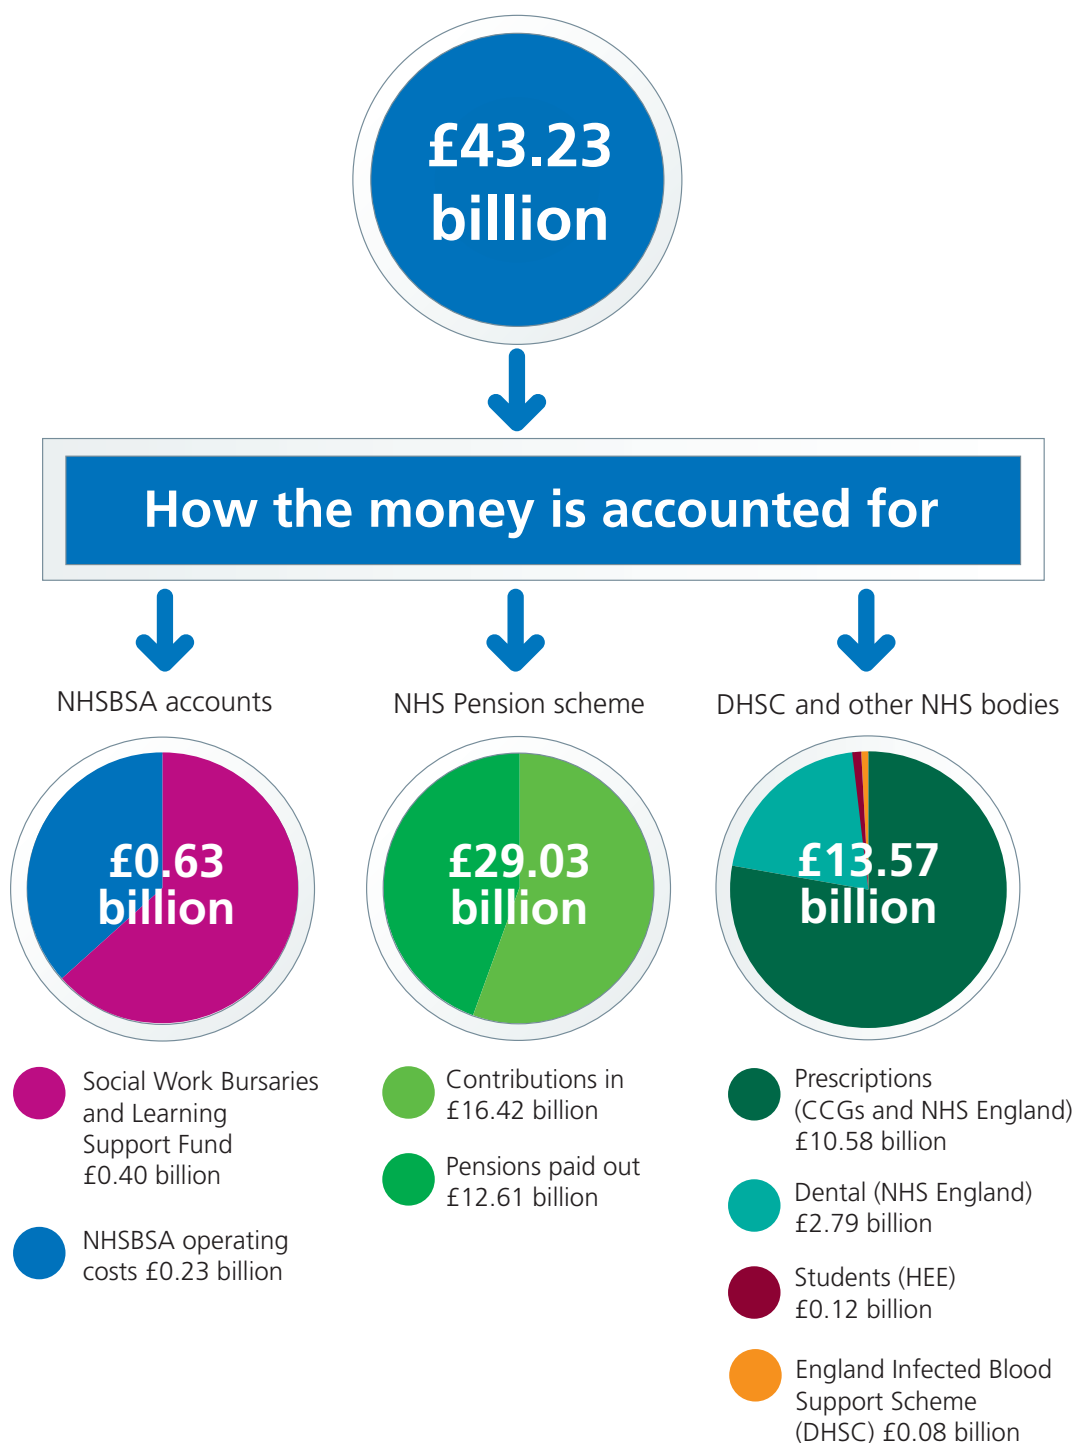 £43.23
billion
How the money is accounted for
NHSBSA accounts
£0.63
billion
Social Work Bursaries
and Learning
Support Fund
£0.40 billion
NHSBSA operating
costs £0.23 billion
NHS Pension scheme
£29.03
billion
Contributions in
£16.42 billion
Pensions paid out
£12.61 billion
DHSC and other NHS bodies
£13.57
billion
Prescriptions
(CCGs and NHS England)
£10.58 billion
Dental (NHS England)
£2.79 billion
Students (HEE)
£0.12 billion
England Infected Blood
Support Scheme
(DHSC) £0.08 billion